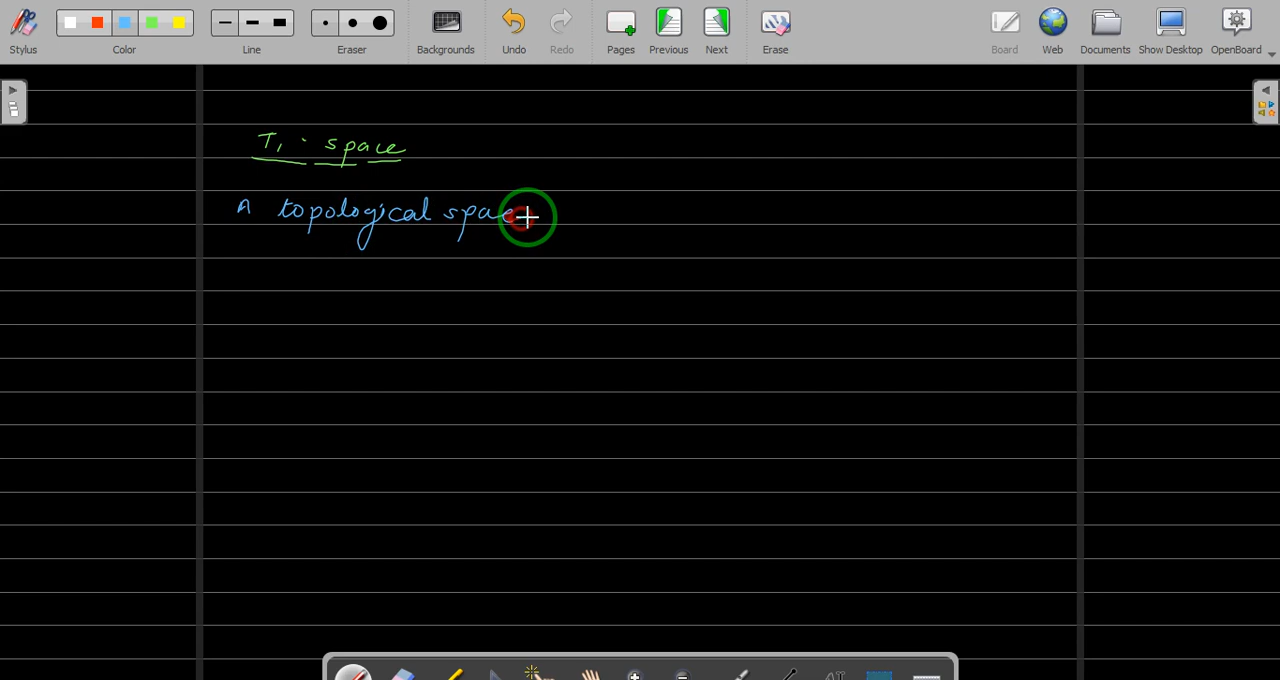 Stylus Color Line Eraser Backgrounds Undo Redo Pages Previous Next Erase Board Web Documents Show Desktop OpenBoard
T1 - space
A topological space